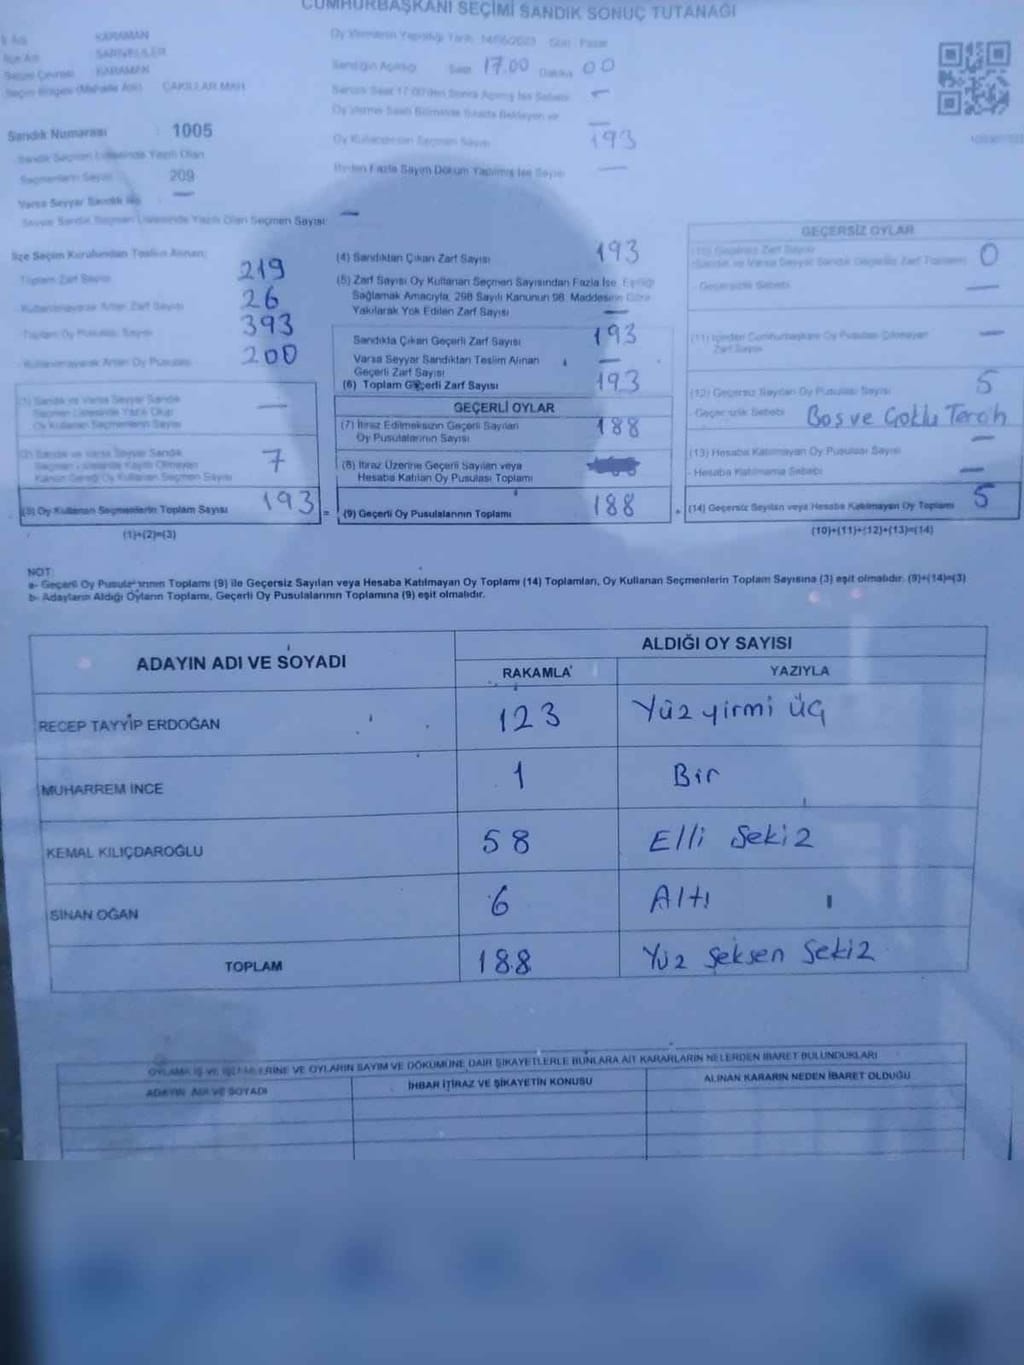 CUMHURBAŞKANI SEÇİMİ SANDIK SONUÇ TUTANAĞI
İl Adı KARAMAN
İlçe Adı SARIVELİLER
Seçim Çevresi KARAMAN
Seçim Bölgesi (Mahalle Adı) ÇAKILLAR MAH.
Sandık Numarası : 1005
Sandık Seçmen Listesinde Yazılı Olan
Seçmenlerin Sayısı 209
Varsa Seyyar Sandık No —
Seyyar Sandık Seçmen Listesinde Yazılı Olan Seçmen Sayısı: —
Oy Vermenin Yapıldığı Tarih 14/05/2023 Gün Pazar
Sandığın Açıldığı Saat 17.00 Dakika 00
Sandık Saat 17.00'den Sonra Açılmış İse Sebebi —
Oy Verme Saati Bitiminde Sırada Bekleyen ve —
Oy Kullanan Seçmen Sayısı 193
Birden Fazla Sayım Döküm Yapılmış İse Sayısı —
İlçe Seçim Kurulundan Teslim Alınan;
Toplam Zarf Sayısı 219
Kullanılmayarak Artan Zarf Sayısı 26
Toplam Oy Pusulası Sayısı 393
Kullanılmayarak Artan Oy Pusulası 200
(1) Sandık ve Varsa Seyyar Sandık
Seçmen Listesinde Yazılı Olup
Oy Kullanan Seçmenlerin Sayısı —
(2) Sandık ve Varsa Seyyar Sandık
Seçmen Listesinde Kayıtlı Olmayan
Kanun Gereği Oy Kullanan Seçmen Sayısı 7
(3) Oy Kullanan Seçmenlerin Toplam Sayısı 193 =
(1)+(2)=(3)
(4) Sandıktan Çıkan Zarf Sayısı 193
(5) Zarf Sayısı Oy Kullanan Seçmen Sayısından Fazla İse, Eşitliği
Sağlamak Amacıyla, 298 Sayılı Kanunun 98. Maddesine Göre
Yakılarak Yok Edilen Zarf Sayısı —
Sandıkta Çıkan Geçerli Zarf Sayısı 193
Varsa Seyyar Sandıktan Teslim Alınan
Geçerli Zarf Sayısı —
(6) Toplam Geçerli Zarf Sayısı 193
GEÇERLİ OYLAR
(7) İtiraz Edilmeksizin Geçerli Sayılan
Oy Pusulalarının Sayısı 188
(8) İtiraz Üzerine Geçerli Sayılan veya
Hesaba Katılan Oy Pusulası Toplamı
(9) Geçerli Oy Pusulalarının Toplamı 188 +
GEÇERSİZ OYLAR
(10) Geçersiz Zarf Sayısı
(Sandık ve Varsa Seyyar Sandık Geçersiz Zarf Toplamı) 0
- Geçersizlik Sebebi —
(11) İçinden Cumhurbaşkanı Oy Pusulası Çıkmayan
Zarf Sayısı —
(12) Geçersiz Sayılan Oy Pusulası Sayısı 5
- Geçersizlik Sebebi Boş ve Çoklu Tercih
(13) Hesaba Katılmayan Oy Pusulası Sayısı —
- Hesaba Katılmama Sebebi —
(14) Geçersiz Sayılan veya Hesaba Katılmayan Oy Toplamı 5
(10)+(11)+(12)+(13)=(14)
NOT:
a- Geçerli Oy Pusulalarının Toplamı (9) ile Geçersiz Sayılan veya Hesaba Katılmayan Oy Toplamı (14) Toplamları, Oy Kullanan Seçmenlerin Toplam Sayısına (3) eşit olmalıdır. (9)+(14)=(3)
b- Adayların Aldığı Oyların Toplamı, Geçerli Oy Pusulalarının Toplamına (9) eşit olmalıdır.
ADAYIN ADI VE SOYADI ALDIĞI OY SAYISI
RAKAMLA YAZIYLA
RECEP TAYYİP ERDOĞAN 123 Yüz yirmi üç
MUHARREM İNCE 1 Bir
KEMAL KILIÇDAROĞLU 58 Elli Sekiz
SİNAN OĞAN 6 Altı
TOPLAM 188 Yüz Seksen Sekiz
OYLAMA İŞ VE İŞLEMLERİNE VE OYLARIN SAYIM VE DÖKÜMÜNE DAİR ŞİKAYETLERLE BUNLARA AİT KARARLARIN NELERDEN İBARET BULUNDUKLARI
ADAYIN ADI VE SOYADI İHBAR İTİRAZ VE ŞİKAYETİN KONUSU ALINAN KARARIN NEDEN İBARET OLDUĞU